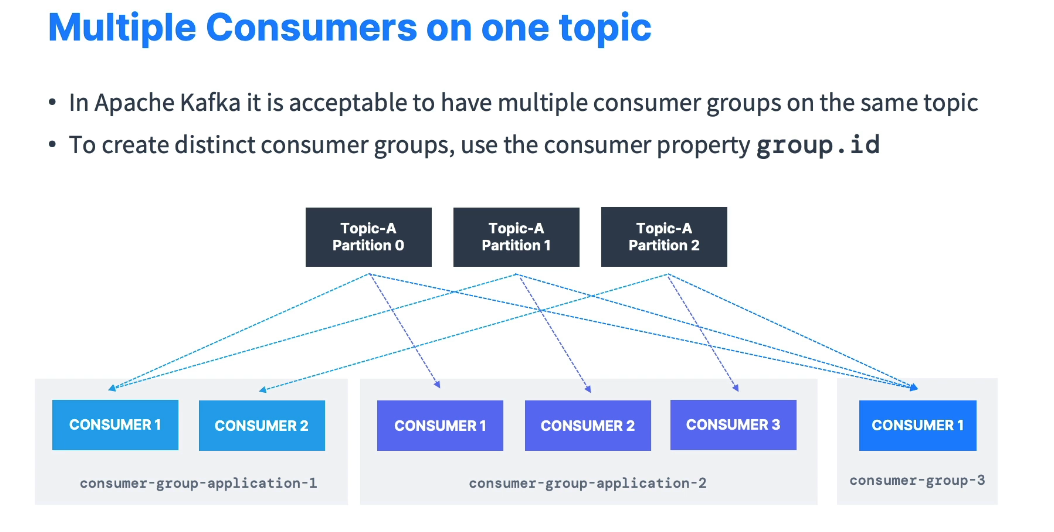 Multiple Consumers on one topic
• In Apache Kafka it is acceptable to have multiple consumer groups on the same topic
• To create distinct consumer groups, use the consumer property group.id
Topic-A
Partition 0
Topic-A
Partition 1
Topic-A
Partition 2
CONSUMER 1
CONSUMER 2
consumer-group-application-1
CONSUMER 1
CONSUMER 2
CONSUMER 3
consumer-group-application-2
CONSUMER 1
consumer-group-3